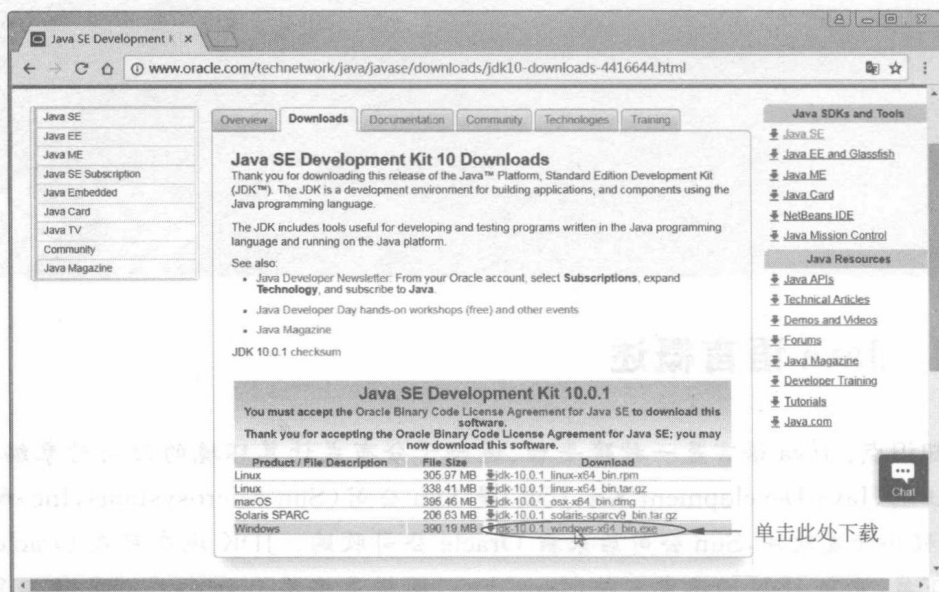 Java SE Development K ×
www.oracle.com/technetwork/java/javase/downloads/jdk10-downloads-4416644.html
Java SE
Java EE
Java ME
Java SE Subscription
Java Embedded
Java Card
Java TV
Community
Java Magazine
Overview Downloads Documentation Community Technologies Training
Java SE Development Kit 10 Downloads
Thank you for downloading this release of the Java™ Platform, Standard Edition Development Kit
(JDK™). The JDK is a development environment for building applications, and components using the
Java programming language.
The JDK includes tools useful for developing and testing programs written in the Java programming
language and running on the Java platform.
See also:
• Java Developer Newsletter: From your Oracle account, select Subscriptions, expand
Technology, and subscribe to Java.
• Java Developer Day hands-on workshops (free) and other events
• Java Magazine
JDK 10.0.1 checksum
Java SE Development Kit 10.0.1
You must accept the Oracle Binary Code License Agreement for Java SE to download this
software.
Thank you for accepting the Oracle Binary Code License Agreement for Java SE; you may
now download this software.
Product / File Description File Size Download
Linux 305.97 MB jdk-10.0.1_linux-x64_bin.rpm
Linux 338.41 MB jdk-10.0.1_linux-x64_bin.tar.gz
macOS 395.46 MB jdk-10.0.1_osx-x64_bin.dmg
Solaris SPARC 206.63 MB jdk-10.0.1_solaris-sparcv9_bin.tar.gz
Windows 390.19 MB jdk-10.0.1_windows-x64_bin.exe
单击此处下载
Java SDKs and Tools
Java SE
Java EE and Glassfish
Java ME
Java Card
NetBeans IDE
Java Mission Control
Java Resources
Java APIs
Technical Articles
Demos and Videos
Forums
Java Magazine
Developer Training
Tutorials
Java.com
Chat